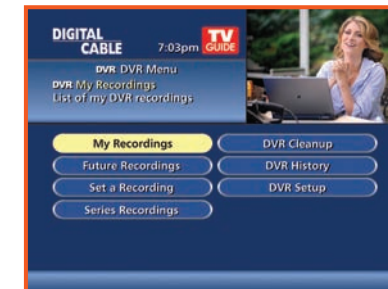 DIGITAL
CABLE
7:03pm
TV
GUIDE
DVR DVR Menu
DVR My Recordings
List of my DVR recordings
My Recordings
DVR Cleanup
Future Recordings
DVR History
Set a Recording
DVR Setup
Series Recordings